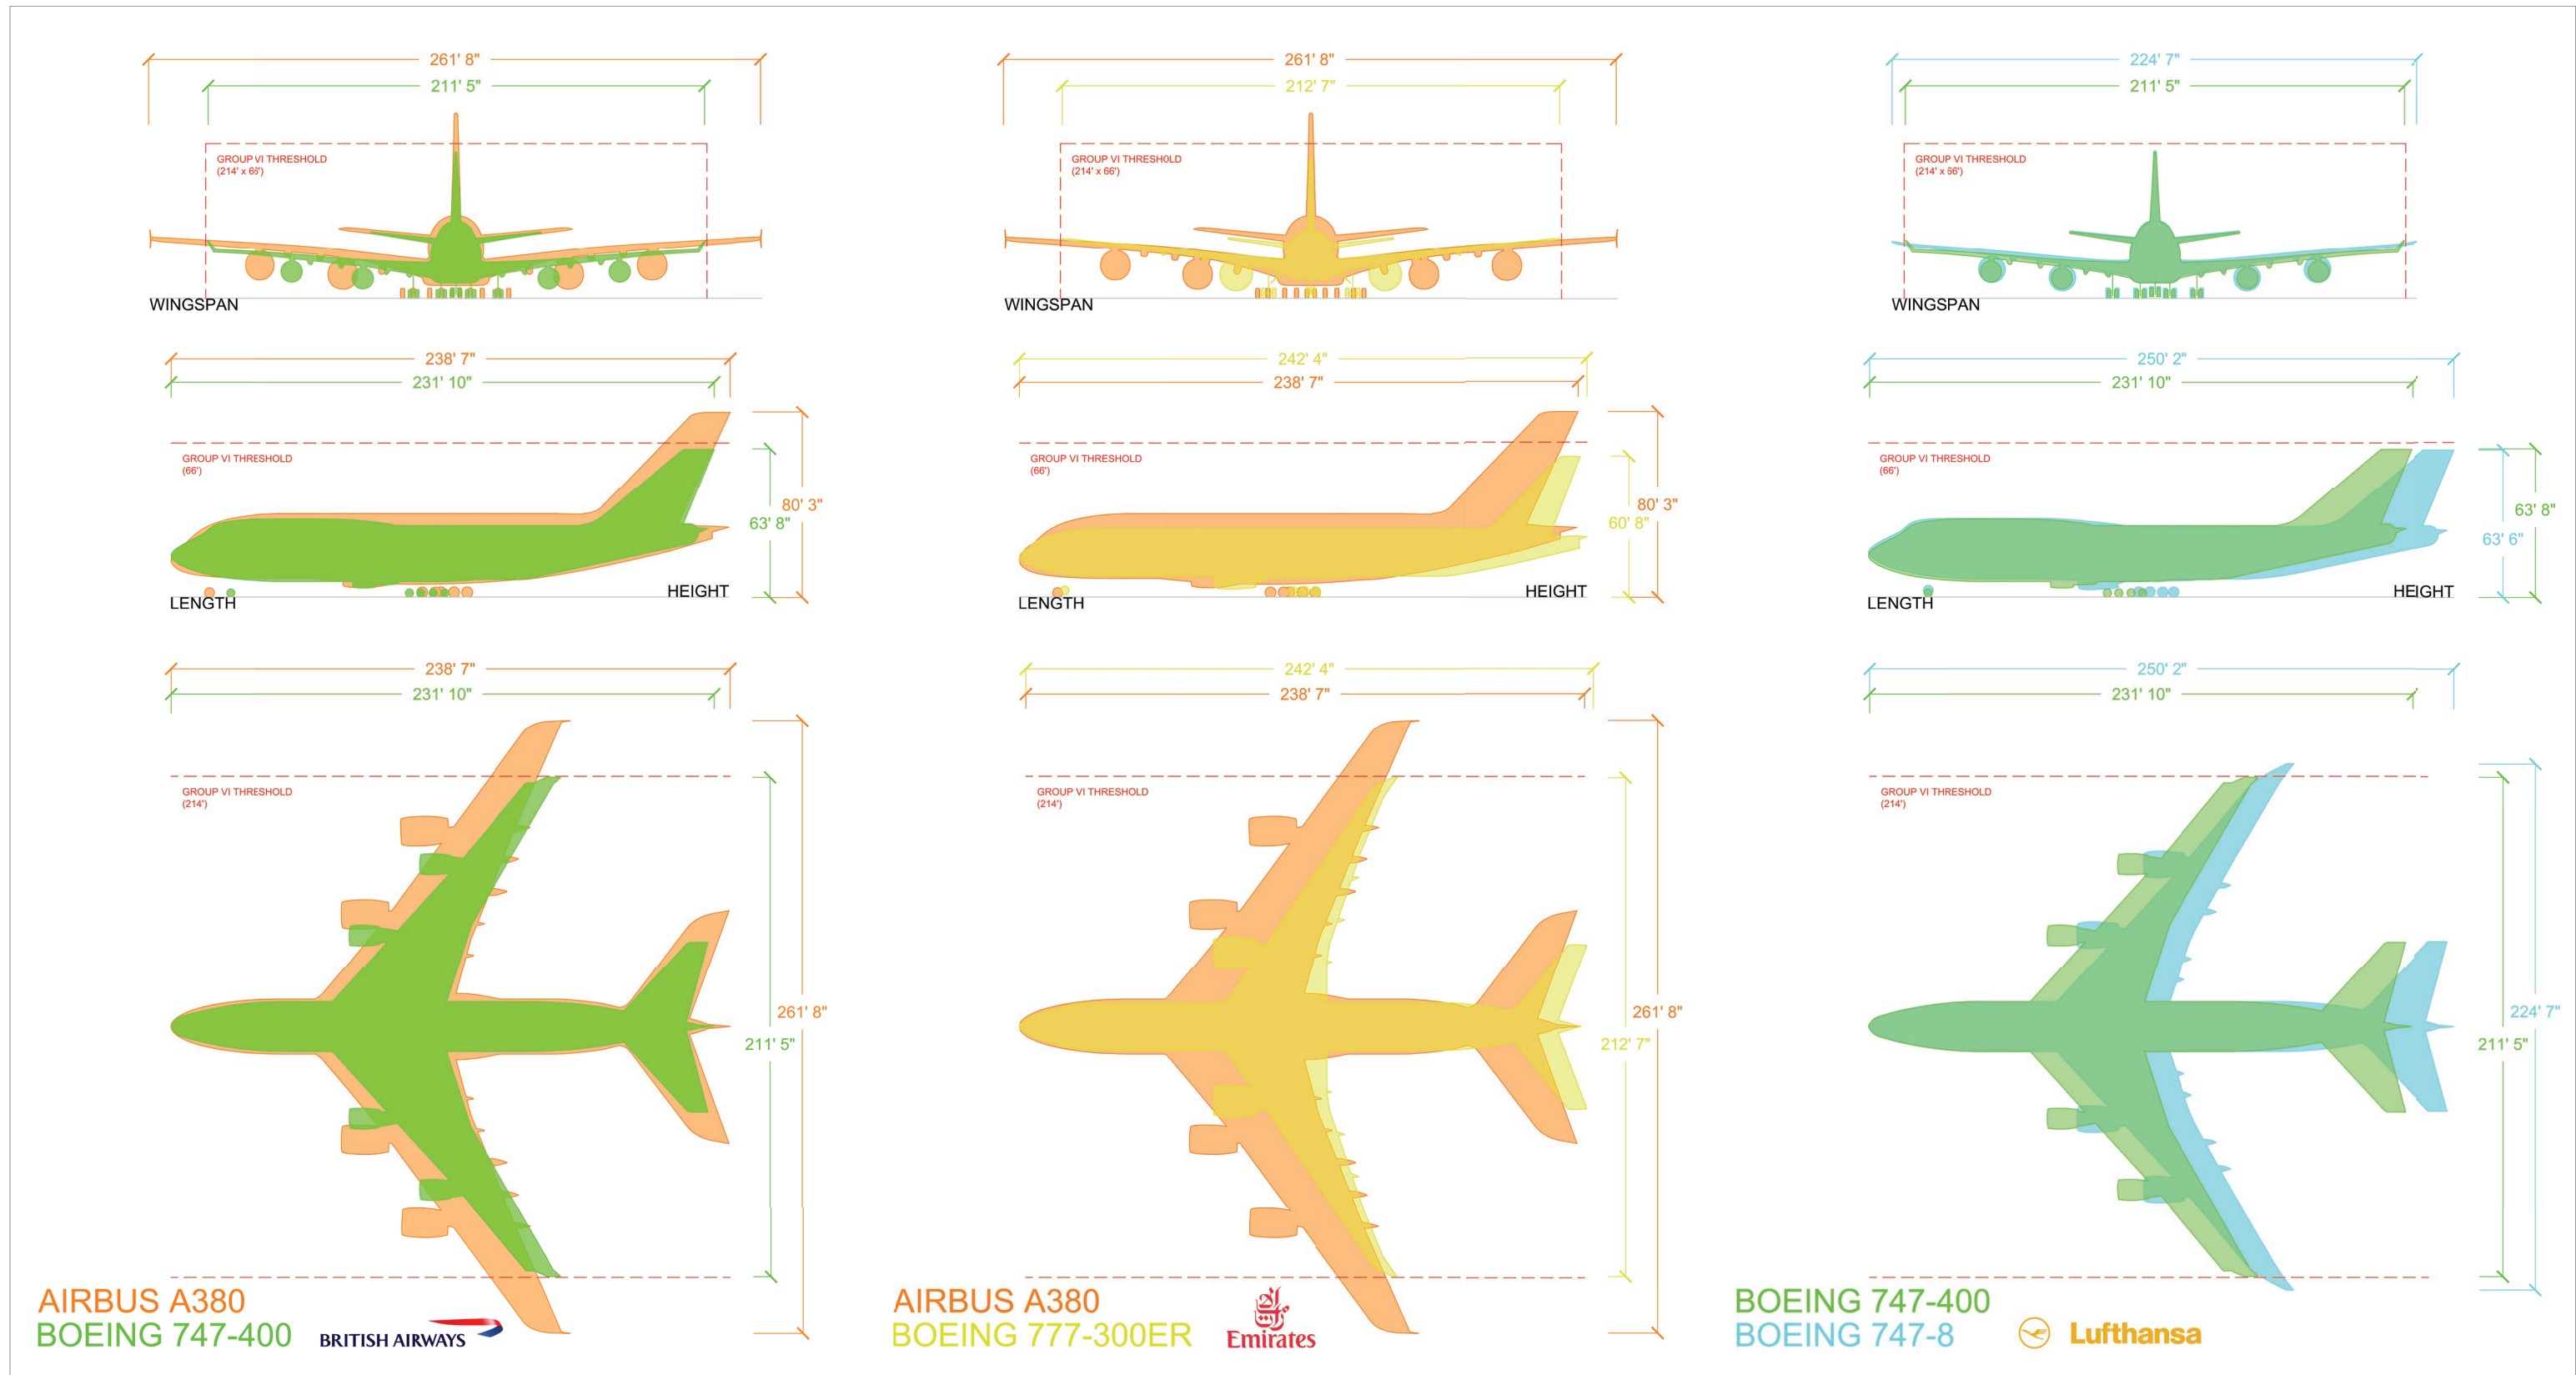 261' 8"
211' 5"
GROUP VI THRESHOLD
(214' x 66')
WINGSPAN
238' 7"
231' 10"
GROUP VI THRESHOLD
(66')
80' 3"
63' 8"
LENGTH
HEIGHT
238' 7"
231' 10"
GROUP VI THRESHOLD
(214')
261' 8"
211' 5"
AIRBUS A380
BOEING 747-400
BRITISH AIRWAYS
261' 8"
212' 7"
GROUP VI THRESHOLD
(214' x 66')
WINGSPAN
242' 4"
238' 7"
GROUP VI THRESHOLD
(66')
80' 3"
60' 8"
LENGTH
HEIGHT
242' 4"
238' 7"
GROUP VI THRESHOLD
(214')
261' 8"
212' 7"
AIRBUS A380
BOEING 777-300ER
Emirates
224' 7"
211' 5"
GROUP VI THRESHOLD
(214' x 66')
WINGSPAN
250' 2"
231' 10"
GROUP VI THRESHOLD
(66')
63' 8"
63' 6"
LENGTH
HEIGHT
250' 2"
231' 10"
GROUP VI THRESHOLD
(214')
224' 7"
211' 5"
BOEING 747-400
BOEING 747-8
Lufthansa